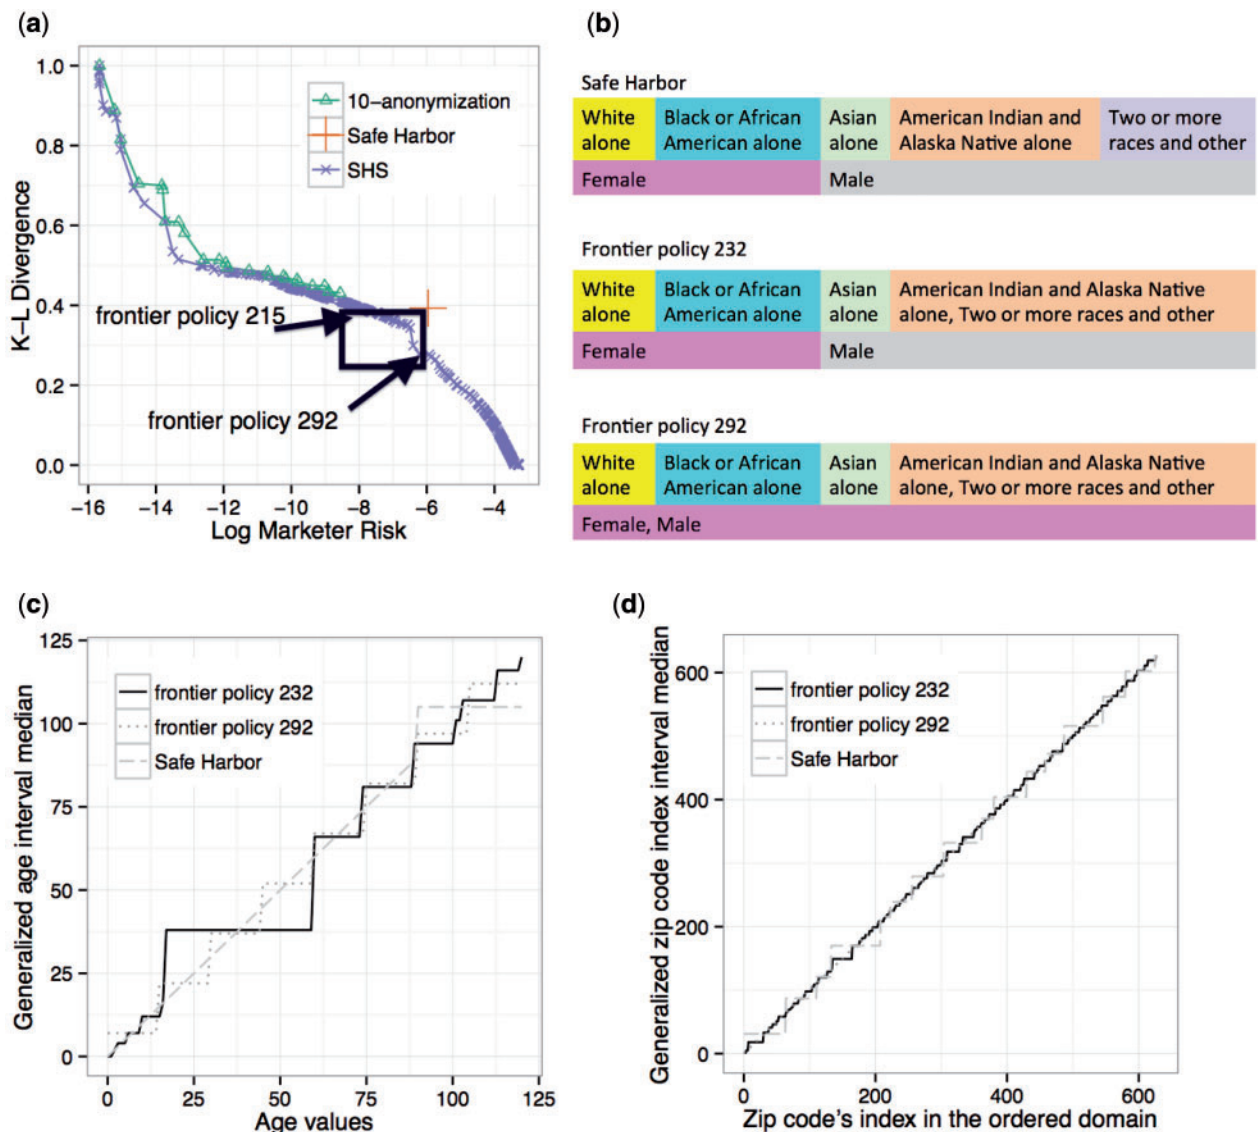 (a)
1.0
0.8
0.6
0.4
0.2
0.0
K–L Divergence
10−anonymization
Safe Harbor
SHS
frontier policy 215
frontier policy 292
−16
−14
−12
−10
−8
−6
−4
Log Marketer Risk
(b)
Safe Harbor
White
alone
Black or African
American alone
Asian
alone
American Indian and
Alaska Native alone
Two or more
races and other
Female
Male
Frontier policy 232
White
alone
Black or African
American alone
Asian
alone
American Indian and Alaska Native
alone, Two or more races and other
Female
Male
Frontier policy 292
White
alone
Black or African
American alone
Asian
alone
American Indian and Alaska Native
alone, Two or more races and other
Female, Male
(c)
125
100
75
50
25
0
Generalized age interval median
frontier policy 232
frontier policy 292
Safe Harbor
0
25
50
75
100
125
Age values
(d)
600
400
200
0
Generalized zip code index interval median
frontier policy 232
frontier policy 292
Safe Harbor
0
200
400
600
Zip code's index in the ordered domain